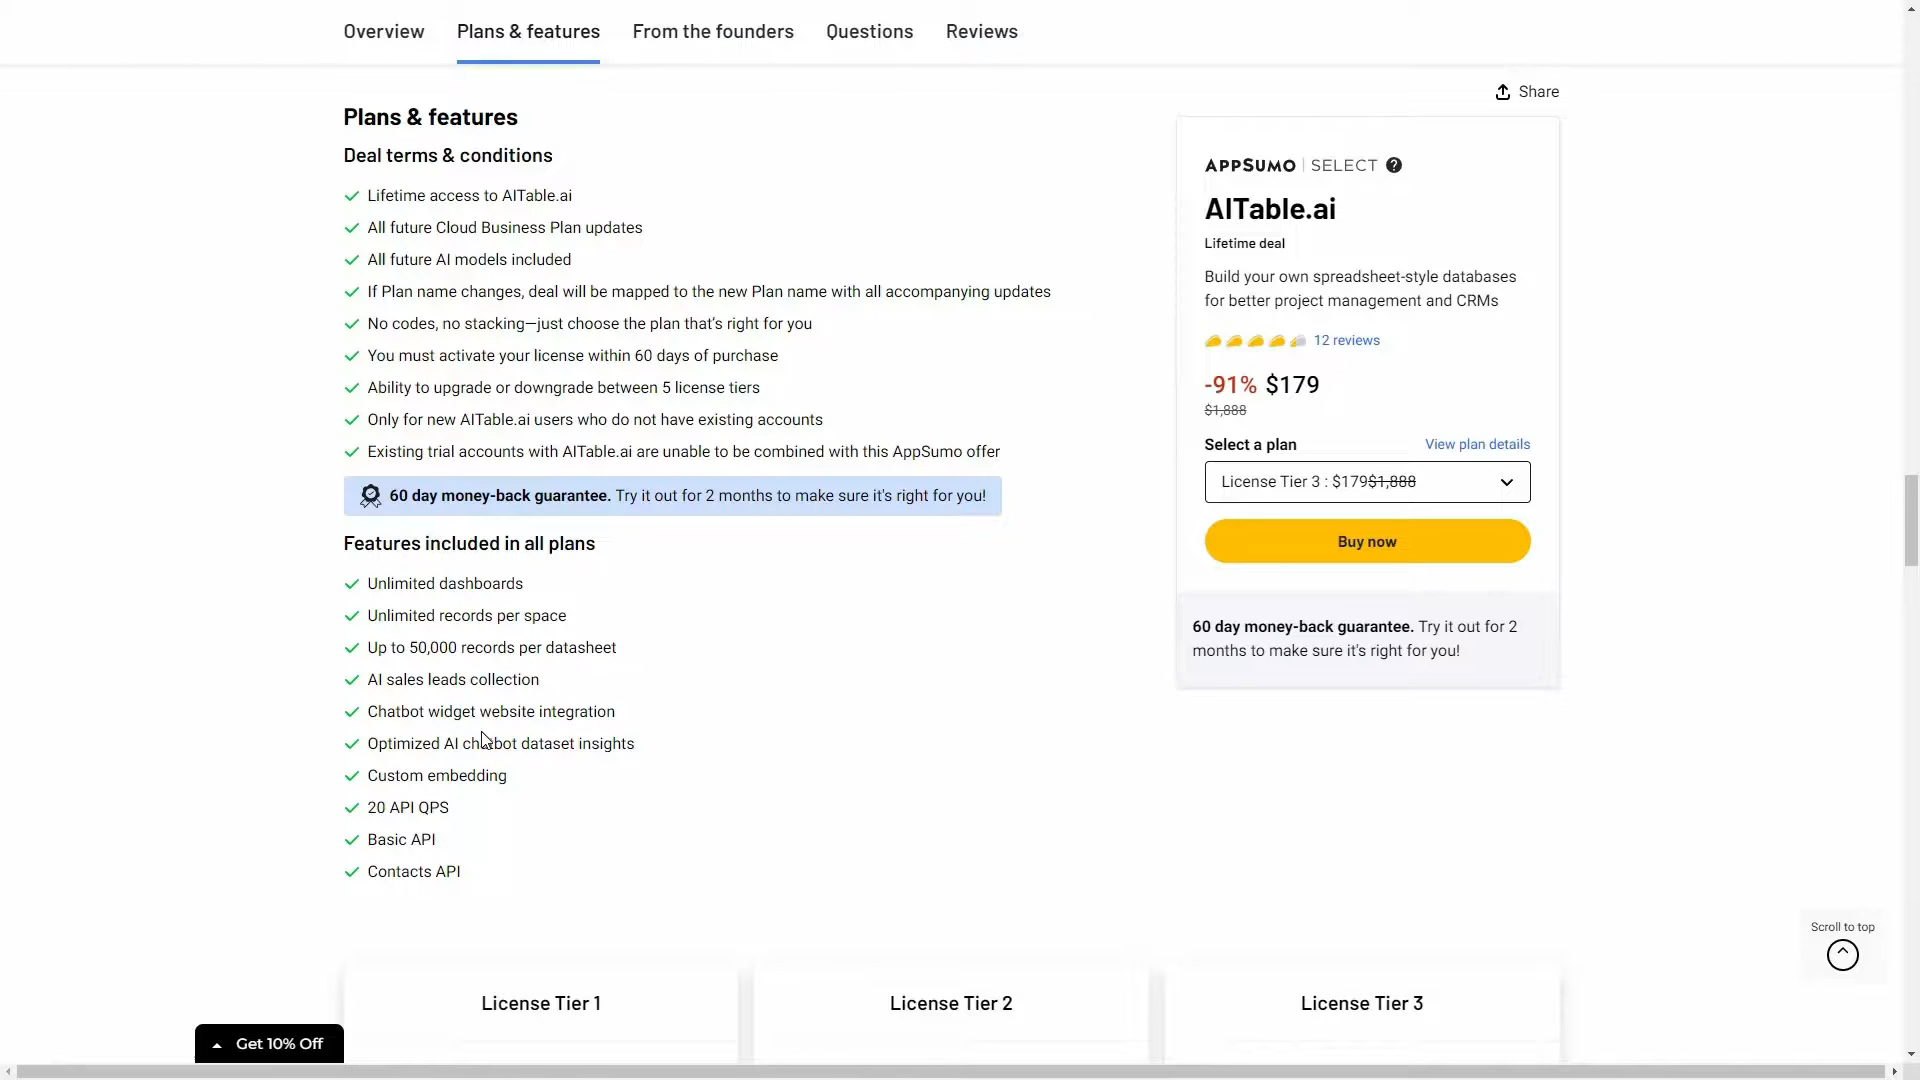 Overview Plans & features From the founders Questions Reviews
Share
Plans & features
Deal terms & conditions
Lifetime access to AITable.ai
All future Cloud Business Plan updates
All future AI models included
If Plan name changes, deal will be mapped to the new Plan name with all accompanying updates
No codes, no stacking—just choose the plan that's right for you
You must activate your license within 60 days of purchase
Ability to upgrade or downgrade between 5 license tiers
Only for new AITable.ai users who do not have existing accounts
Existing trial accounts with AITable.ai are unable to be combined with this AppSumo offer
60 day money-back guarantee. Try it out for 2 months to make sure it's right for you!
Features included in all plans
Unlimited dashboards
Unlimited records per space
Up to 50,000 records per datasheet
AI sales leads collection
Chatbot widget website integration
Optimized AI chatbot dataset insights
Custom embedding
20 API QPS
Basic API
Contacts API
APPSUMO | SELECT ?
AITable.ai
Lifetime deal
Build your own spreadsheet-style databases
for better project management and CRMs
12 reviews
-91% $179
$1,888
Select a plan View plan details
License Tier 3 : $179$1,888
Buy now
60 day money-back guarantee. Try it out for 2
months to make sure it's right for you!
Scroll to top
License Tier 1 License Tier 2 License Tier 3
Get 10% Off